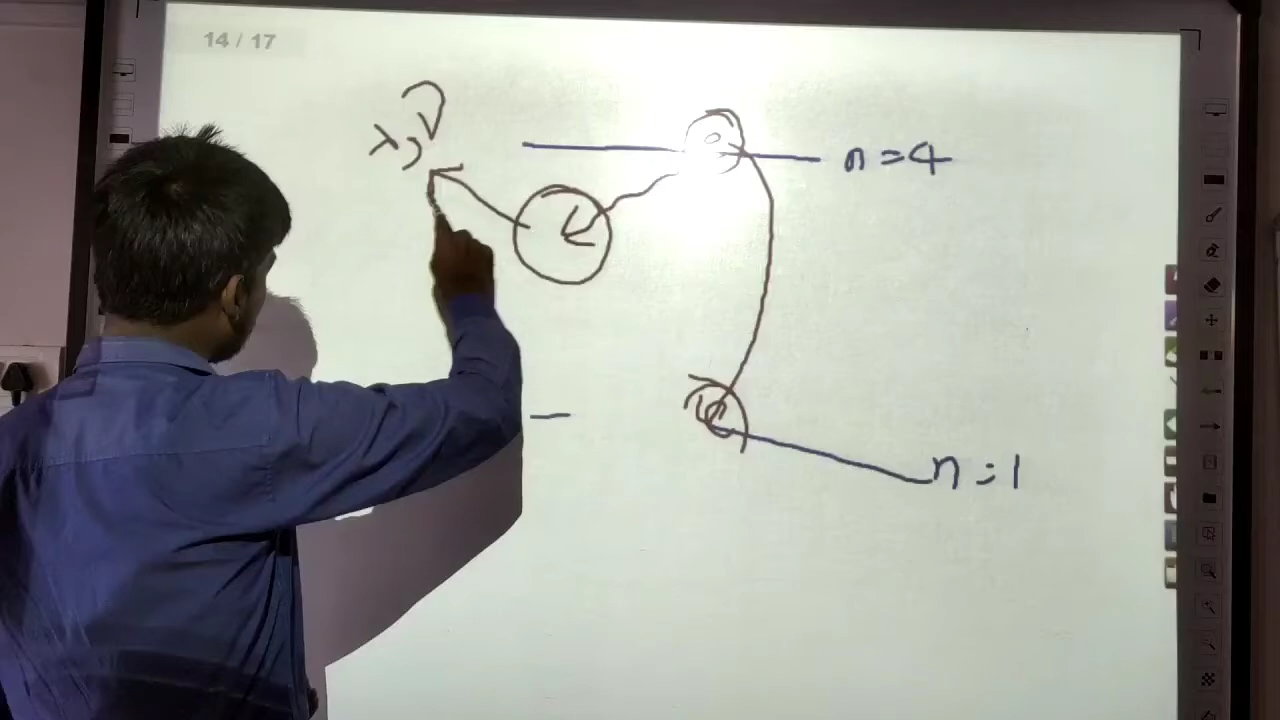 14 / 17
λ, ν
n = 4
n = 1